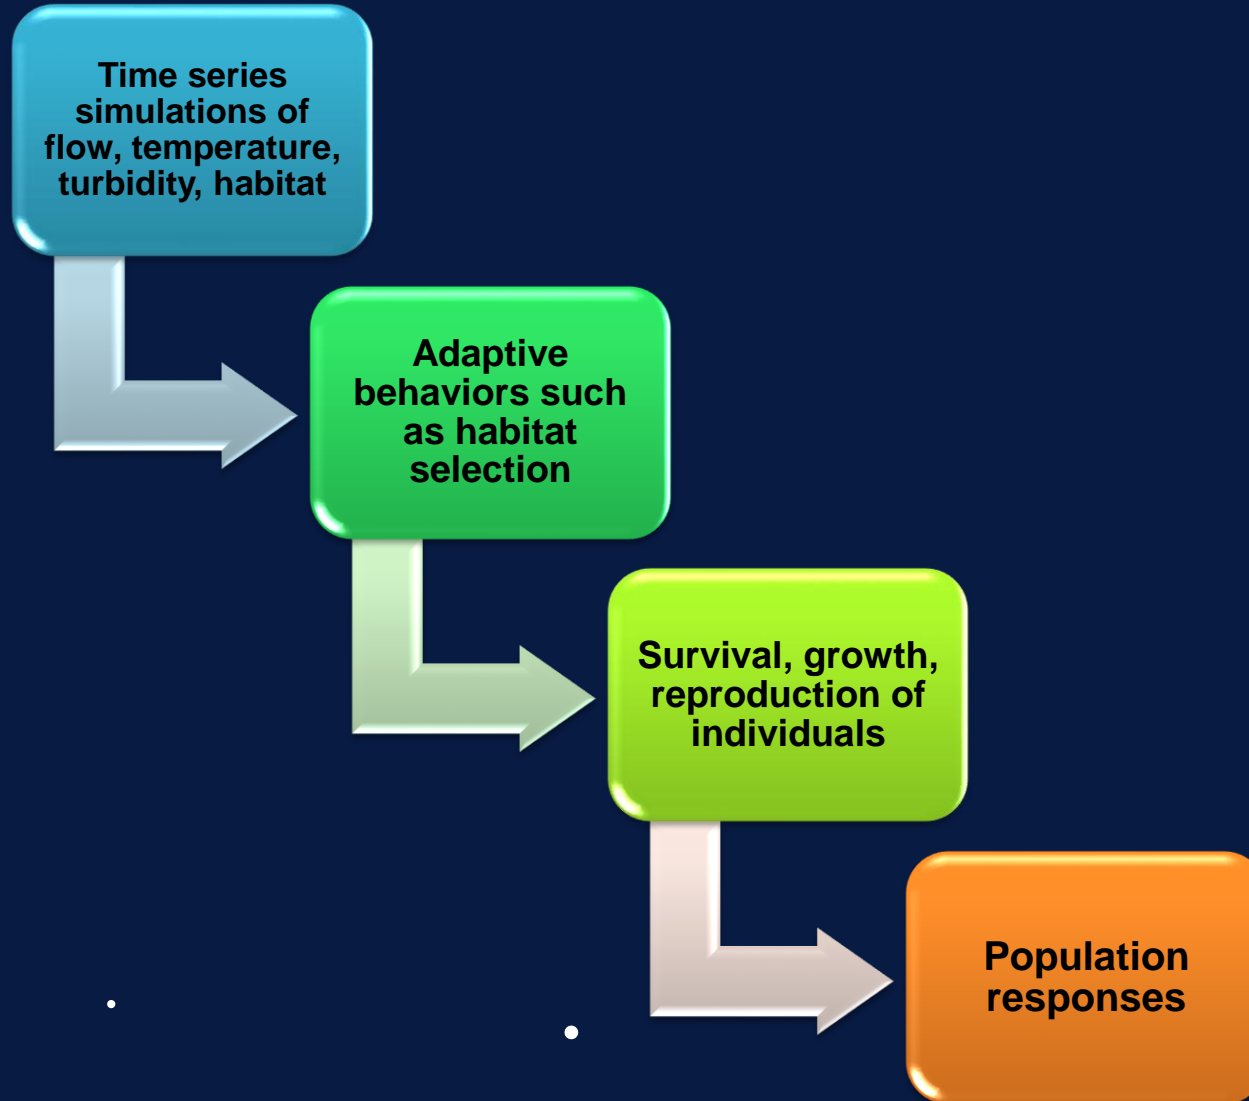 Time series
simulations of
flow, temperature,
turbidity, habitat
Adaptive
behaviors such
as habitat
selection
Survival, growth,
reproduction of
individuals
Population
responses